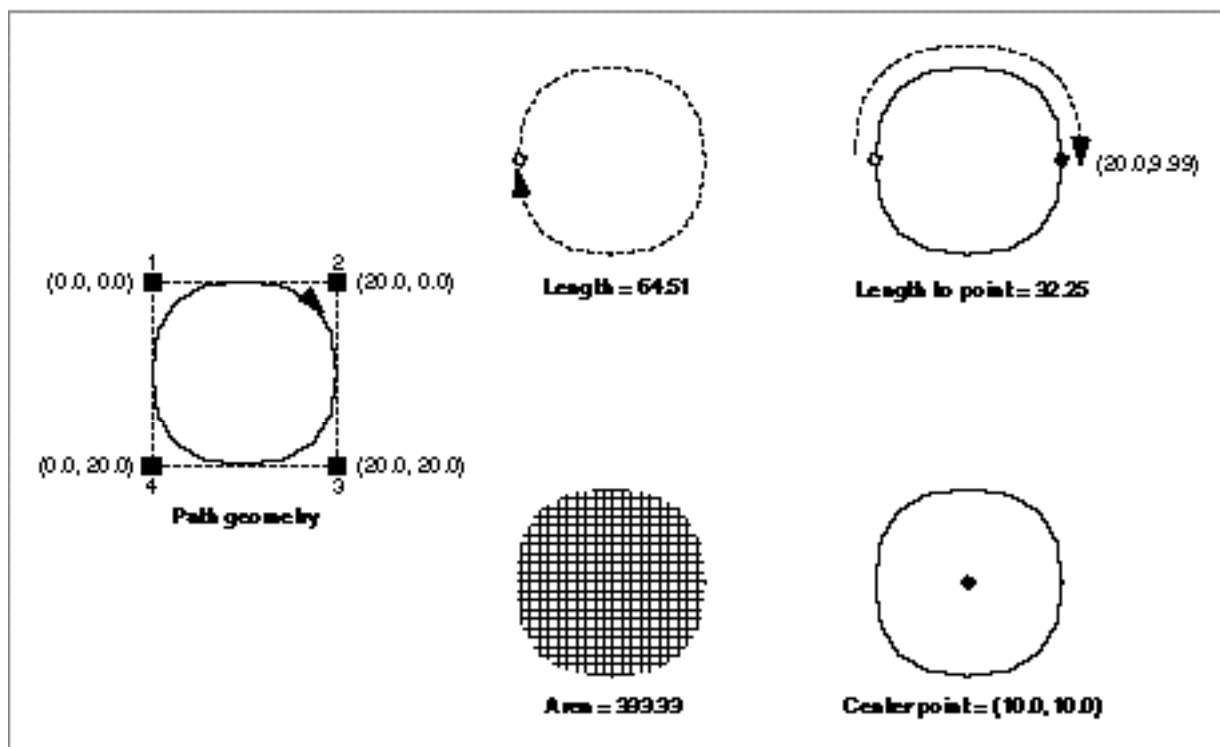 1
2
(0.0, 0.0)
(20.0, 0.0)
(0.0, 20.0)
(20.0, 20.0)
4
3
Path geometry
Length = 64.51
(20.0,9.99)
Length to point = 32.25
Area = 333.33
Center point = (10.0, 10.0)